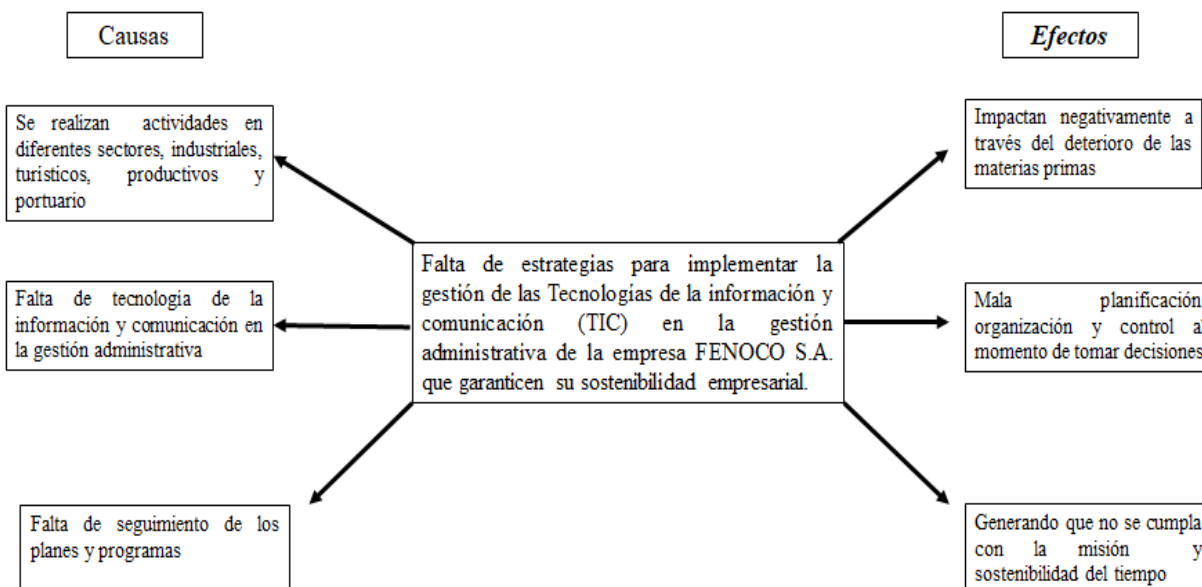 Causas
Efectos
Se realizan actividades en
diferentes sectores, industriales,
turisticos, productivos y
portuario
Impactan negativamente a
través del deterioro de las
materias primas
Falta de estrategias para implementar la
gestión de las Tecnologías de la información y
comunicación (TIC) en la gestión
administrativa de la empresa FENOCO S.A.
que garanticen su sostenibilidad empresarial.
Falta de tecnologia de la
información y comunicación en
la gestión administrativa
Mala planificación
organización y control al
momento de tomar decisiones
Falta de seguimiento de los
planes y programas
Generando que no se cumpla
con la misión y
sostenibilidad del tiempo